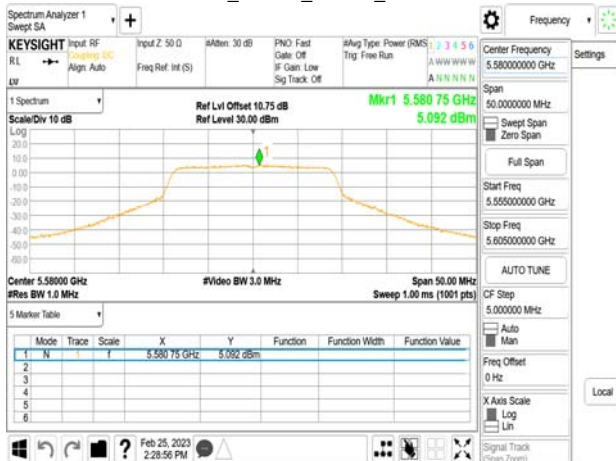 Spectrum Analyzer 1
Swept SA
Frequency
KEYSIGHT
RL
LV
Input: RF
Coupling: DC
Align: Auto
Input Z: 50 Ω
Freq Ref: Int (S)
#Atten: 30 dB
PNO: Fast
Gate: Off
IF Gain: Low
Sig Track: Off
#Avg Type: Power (RMS
Trig: Free Run
1 2 3 4 5 6
A W W W W W
A N N N N N
1 Spectrum
Scale/Div 10 dB
Ref Lvl Offset 10.75 dB
Ref Level 30.00 dBm
Mkr1 5.580 75 GHz
5.092 dBm
Log
20.0
10.0
0.00
-10.0
-20.0
-30.0
-40.0
-50.0
-60.0
1
Center 5.58000 GHz
#Res BW 1.0 MHz
#Video BW 3.0 MHz
Span 50.00 MHz
Sweep 1.00 ms (1001 pts)
5 Marker Table
Mode Trace Scale X Y Function Function Width Function Value
1 N 1 f 5.580 75 GHz 5.092 dBm
2
3
4
5
6
Feb 25, 2023
2:28:56 PM
Center Frequency
5.580000000 GHz
Settings
Span
50.0000000 MHz
Swept Span
Zero Span
Full Span
Start Freq
5.555000000 GHz
Stop Freq
5.605000000 GHz
AUTO TUNE
CF Step
5.000000 MHz
Auto
Man
Freq Offset
0 Hz
Local
X Axis Scale
Log
Lin
Signal Track
(Span Zoom)